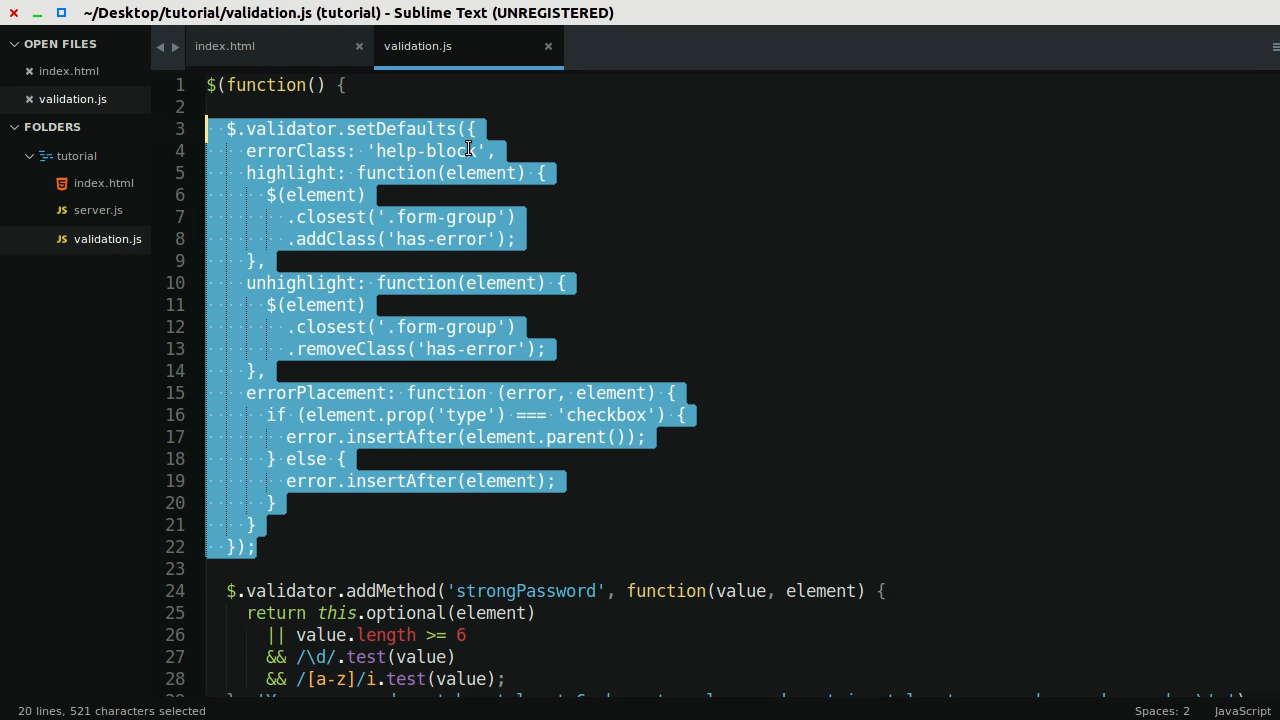 ~/Desktop/tutorial/validation.js (tutorial) - Sublime Text (UNREGISTERED)
OPEN FILES
index.html
validation.js
FOLDERS
tutorial
index.html
JS server.js
JS validation.js
index.html
validation.js
1 $(function() {
2
3 $.validator.setDefaults({
4 errorClass: 'help-block',
5 highlight: function(element) {
6 $(element)
7 .closest('.form-group')
8 .addClass('has-error');
9 },
10 unhighlight: function(element) {
11 $(element)
12 .closest('.form-group')
13 .removeClass('has-error');
14 },
15 errorPlacement: function (error, element) {
16 if (element.prop('type') === 'checkbox') {
17 error.insertAfter(element.parent());
18 } else {
19 error.insertAfter(element);
20 }
21 }
22 });
23
24 $.validator.addMethod('strongPassword', function(value, element) {
25 return this.optional(element)
26 || value.length >= 6
27 && /\d/.test(value)
28 && /[a-z]/i.test(value);
20 lines, 521 characters selected
Spaces: 2
JavaScript